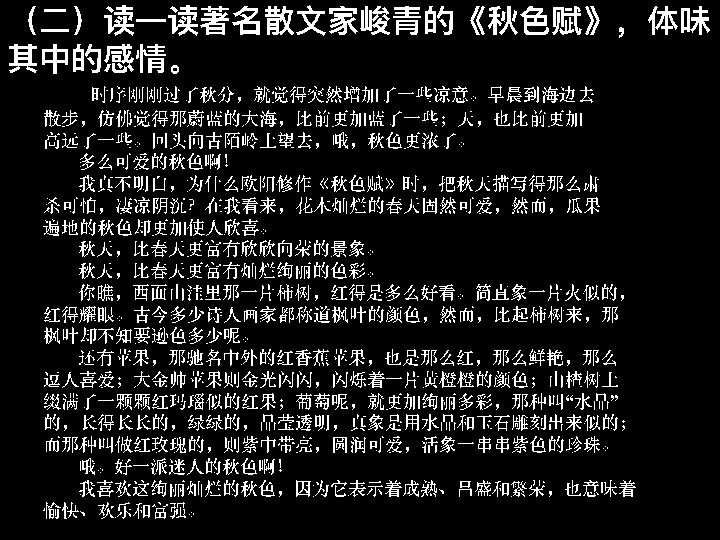 （二）读一读著名散文家峻青的《秋色赋》，体味
其中的感情。
时序刚刚过了秋分，就觉得突然增加了一些凉意。早晨到海边去
散步，仿佛觉得那蔚蓝的大海，比前更加蓝了一些；天，也比前更加
高远了一些。回头向古陌岭上望去，哦，秋色更浓了。
多么可爱的秋色啊！
我真不明白，为什么欧阳修作《秋色赋》时，把秋天描写得那么肃
杀可怕，凄凉阴沉？在我看来，花木灿烂的春天固然可爱，然而，瓜果
遍地的秋色却更加使人欣喜。
秋天，比春天更富有欣欣向荣的景象。
秋天，比春天更富有灿烂绚丽的色彩。
你瞧，西面山洼里那一片柿树，红得是多么好看。简直象一片火似的，
红得耀眼。古今多少诗人画家都称道枫叶的颜色，然而，比起柿树来，那
枫叶却不知要逊色多少呢。
还有苹果，那驰名中外的红香蕉苹果，也是那么红，那么鲜艳，那么
逗人喜爱；大金帅苹果则金光闪闪，闪烁着一片黄橙橙的颜色；山楂树上
缀满了一颗颗红玛瑙似的红果；葡萄呢，就更加绚丽多彩，那种叫“水晶”
的，长得长长的，绿绿的，晶莹透明，真象是用水晶和玉石雕刻出来似的；
而那种叫做红玫瑰的，则紫中带亮，圆润可爱，活象一串串紫色的珍珠。
哦。好一派迷人的秋色啊！
我喜欢这绚丽灿烂的秋色，因为它表示着成熟、昌盛和繁荣，也意味着
愉快、欢乐和富强。